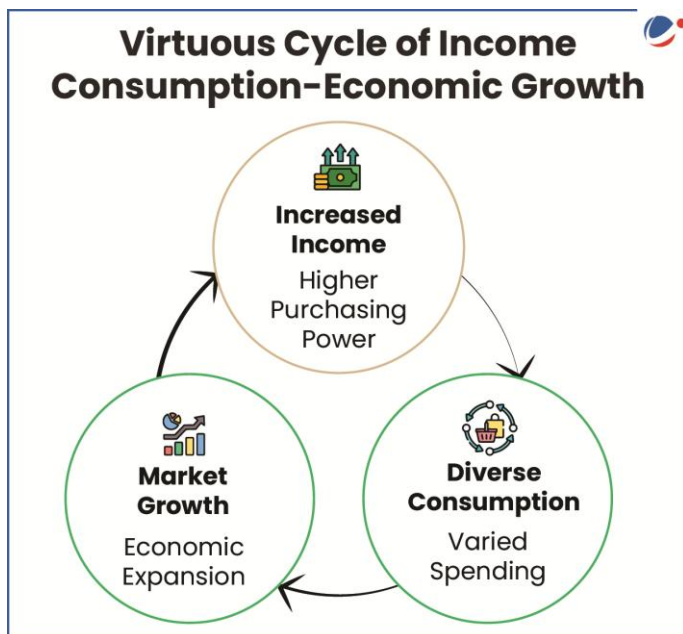 Virtuous Cycle of Income
Consumption-Economic Growth
Increased
Income
Higher
Purchasing
Power
Market
Growth
Economic
Expansion
Diverse
Consumption
Varied
Spending